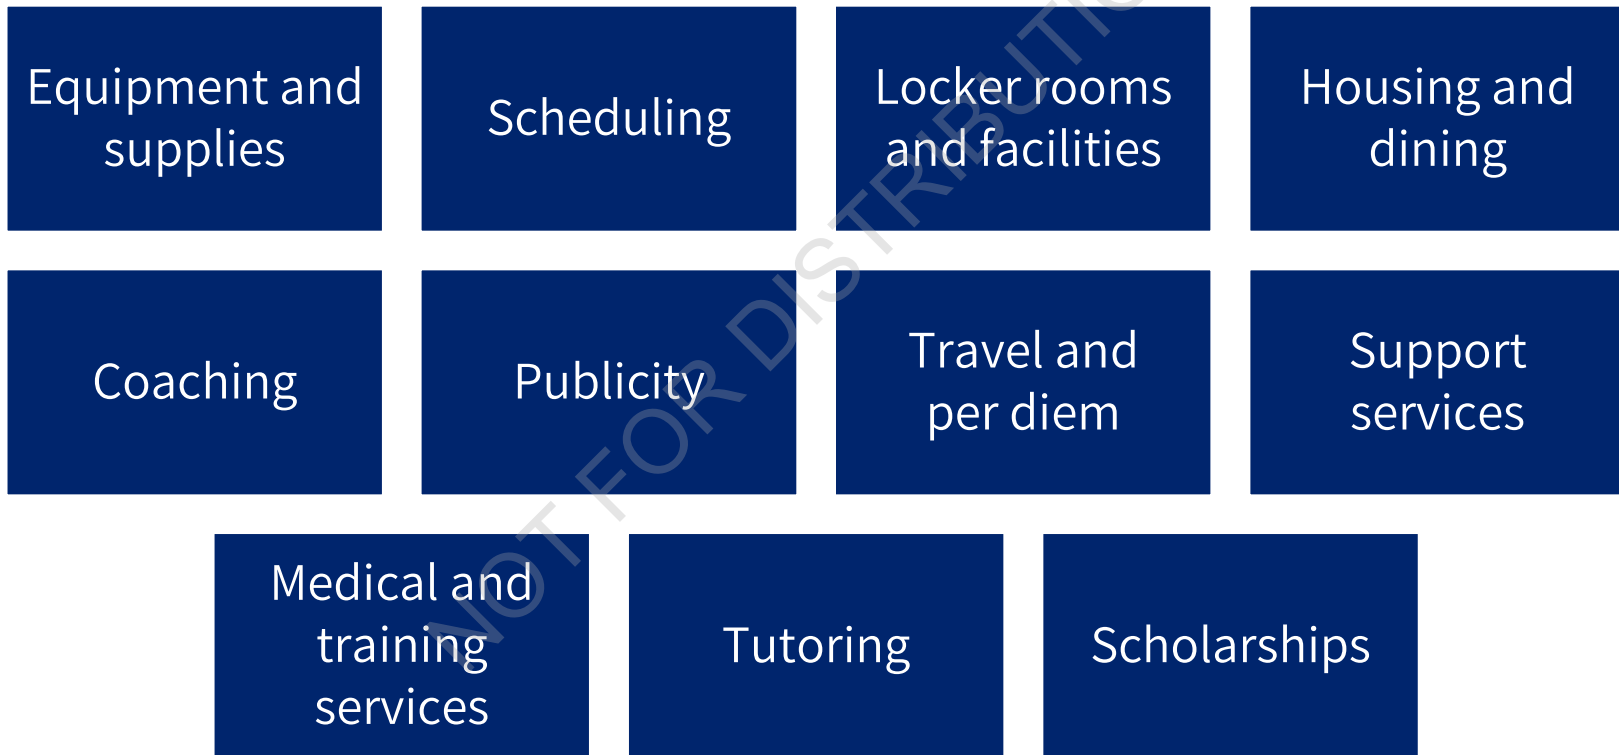 Equipment and
supplies
Scheduling
Locker rooms
and facilities
Housing and
dining
Coaching
Publicity
Travel and
per diem
Support
services
Medical and
training
services
Tutoring
Scholarships
NOT FOR DISTRIBUTIO